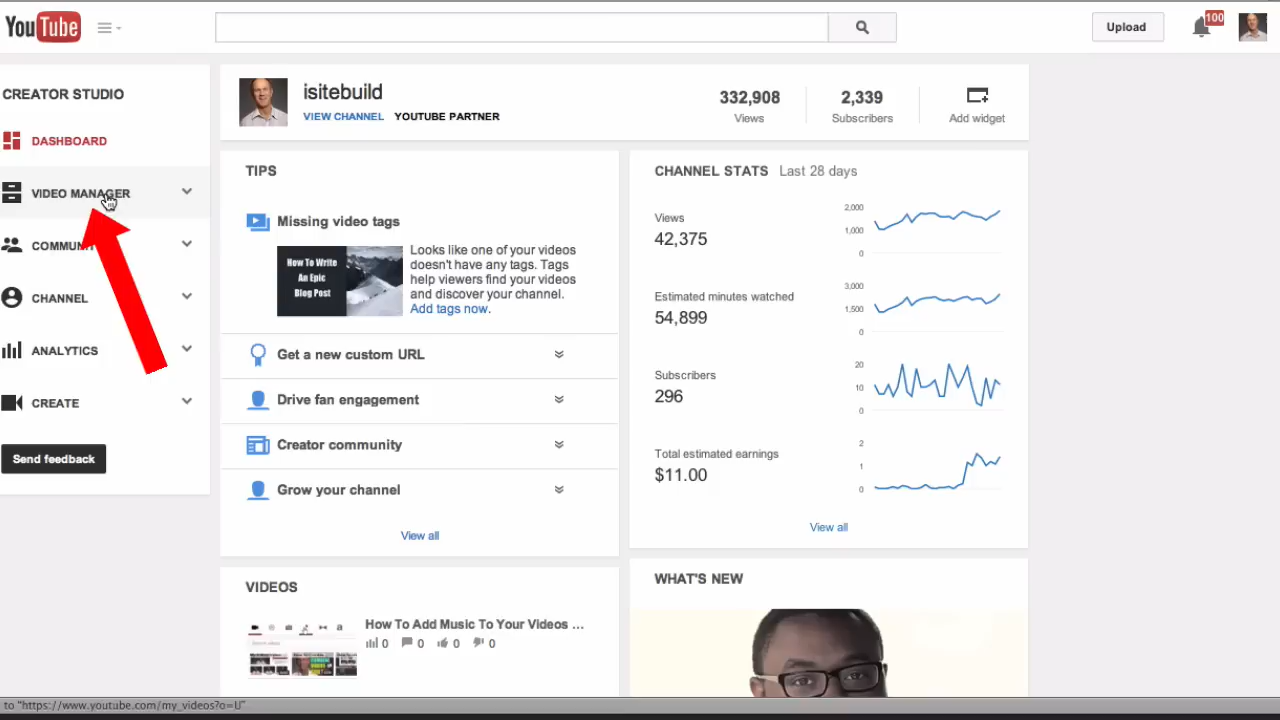 YouTube
Upload
100
CREATOR STUDIO
DASHBOARD
VIDEO MANAGER
COMMUN
CHANNEL
ANALYTICS
CREATE
Send feedback
isitebuild
VIEW CHANNEL YOUTUBE PARTNER
332,908
Views
2,339
Subscribers
Add widget
TIPS
Missing video tags
How To Write
An Epic
Blog Post
Looks like one of your videos
doesn't have any tags. Tags
help viewers find your videos
and discover your channel.
Add tags now.
Get a new custom URL
Drive fan engagement
Creator community
Grow your channel
View all
CHANNEL STATS Last 28 days
Views
42,375
2,000
1,000
0
Estimated minutes watched
54,899
3,000
1,500
0
Subscribers
296
20
10
0
Total estimated earnings
$11.00
2
1
0
View all
VIDEOS
How To Add Music To Your Videos ...
0 0 0 0
WHAT'S NEW
to "https://www.youtube.com/my_videos?o=U"